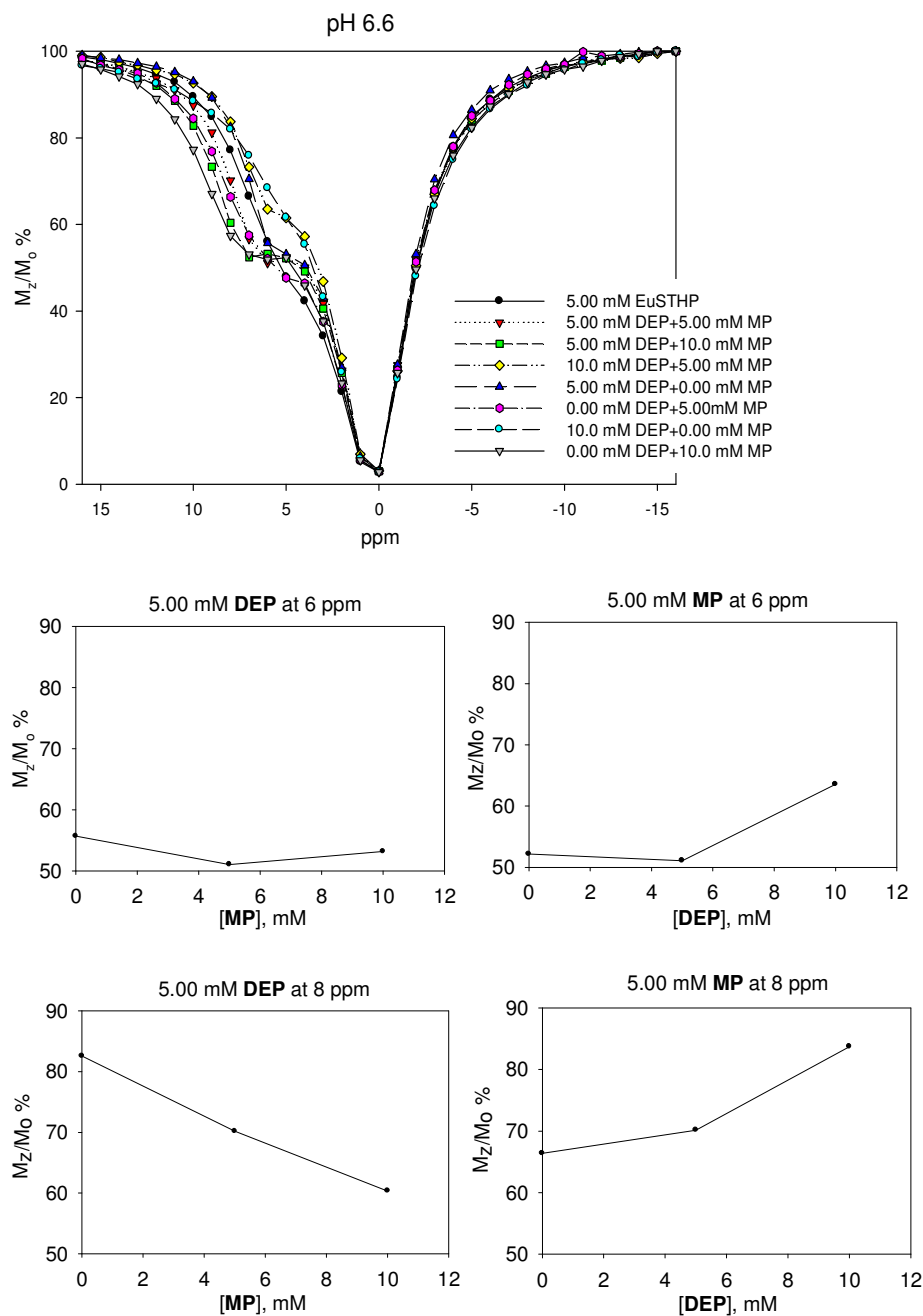 pH 6.6
M_z/M_o %
100
80
60
40
20
0
15 10 5 0 -5 -10 -15
ppm
5.00 mM EuSTHP
5.00 mM DEP+5.00 mM MP
5.00 mM DEP+10.0 mM MP
10.0 mM DEP+5.00 mM MP
5.00 mM DEP+0.00 mM MP
0.00 mM DEP+5.00mM MP
10.0 mM DEP+0.00 mM MP
0.00 mM DEP+10.0 mM MP
5.00 mM DEP at 6 ppm
M_z/M_o %
90
80
70
60
50
0 2 4 6 8 10 12
[MP], mM
5.00 mM MP at 6 ppm
Mz/Mo %
90
80
70
60
50
0 2 4 6 8 10 12
[DEP], mM
5.00 mM DEP at 8 ppm
Mz/Mo %
90
80
70
60
50
0 2 4 6 8 10 12
[MP], mM
5.00 mM MP at 8 ppm
Mz/Mo %
90
80
70
60
50
0 2 4 6 8 10 12
[DEP], mM